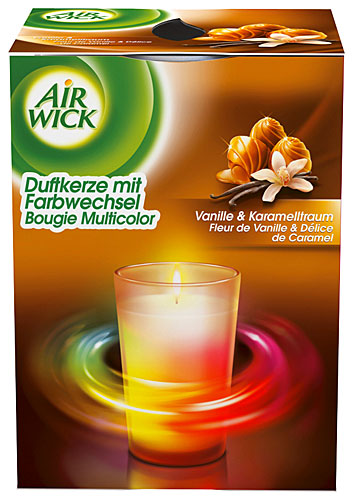 AIR
WICK
Duftkerze mit
Farbwechsel
Bougie Multicolor
Vanille & Karamelltraum
Fleur de Vanille & Délice
de Caramel